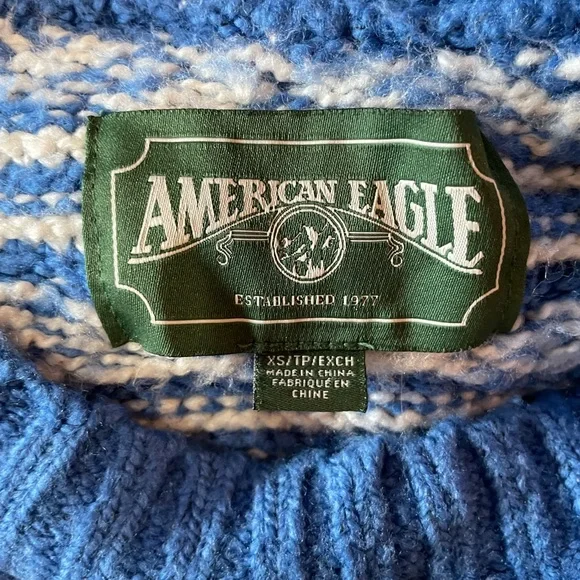 AMERICAN EAGLE
ESTABLISHED 1977
XS/TP/EXCH
MADE IN CHINA
FABRIQUÉ EN
CHINE